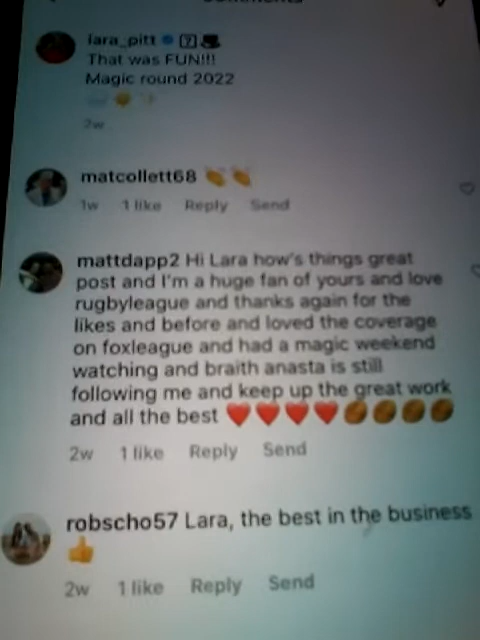 lara_pitt
That was FUN!!!
Magic round 2022
2w
matcollett68 👏👏
1w 1 like Reply Send
mattdapp2 Hi Lara how's things great
post and I'm a huge fan of yours and love
rugbyleague and thanks again for the
likes and before and loved the coverage
on foxleague and had a magic weekend
watching and braith anasta is still
following me and keep up the great work
and all the best ❤️❤️❤️❤️🏉🏉🏉🏉
2w 1 like Reply Send
robscho57 Lara, the best in the business
👍
2w 1 like Reply Send